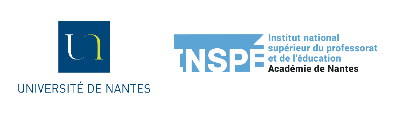 UNIVERSITÉ DE NANTES
INSPÉ
Institut national
supérieur du professorat
et de l'éducation
Académie de Nantes